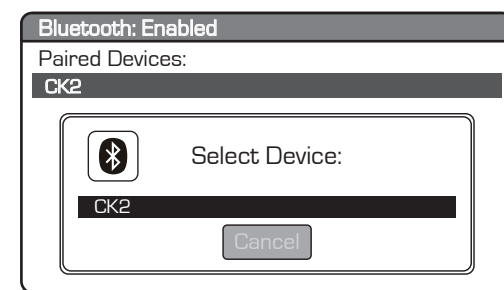 Bluetooth: Enabled
Paired Devices:
CK2
Select Device:
CK2
Cancel